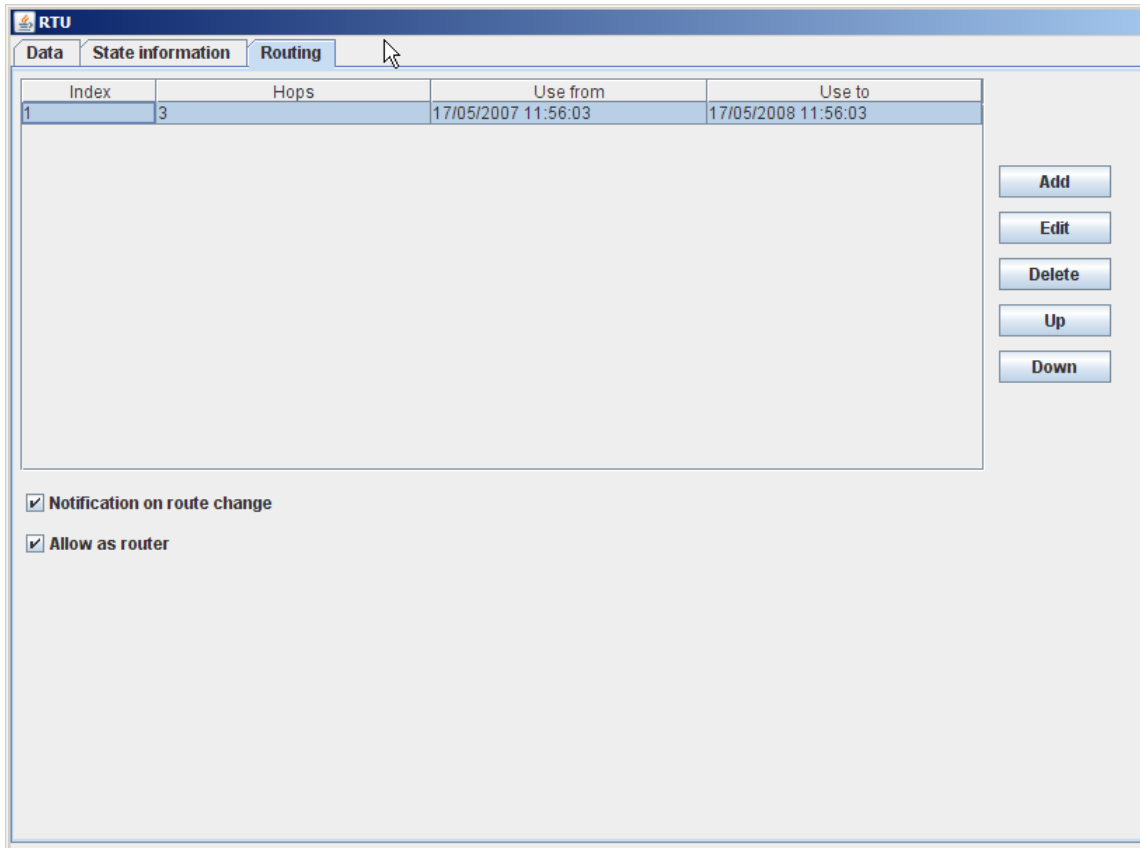 RTU
Data State information Routing
Index Hops Use from Use to
1 3 17/05/2007 11:56:03 17/05/2008 11:56:03
Add
Edit
Delete
Up
Down
Notification on route change
Allow as router